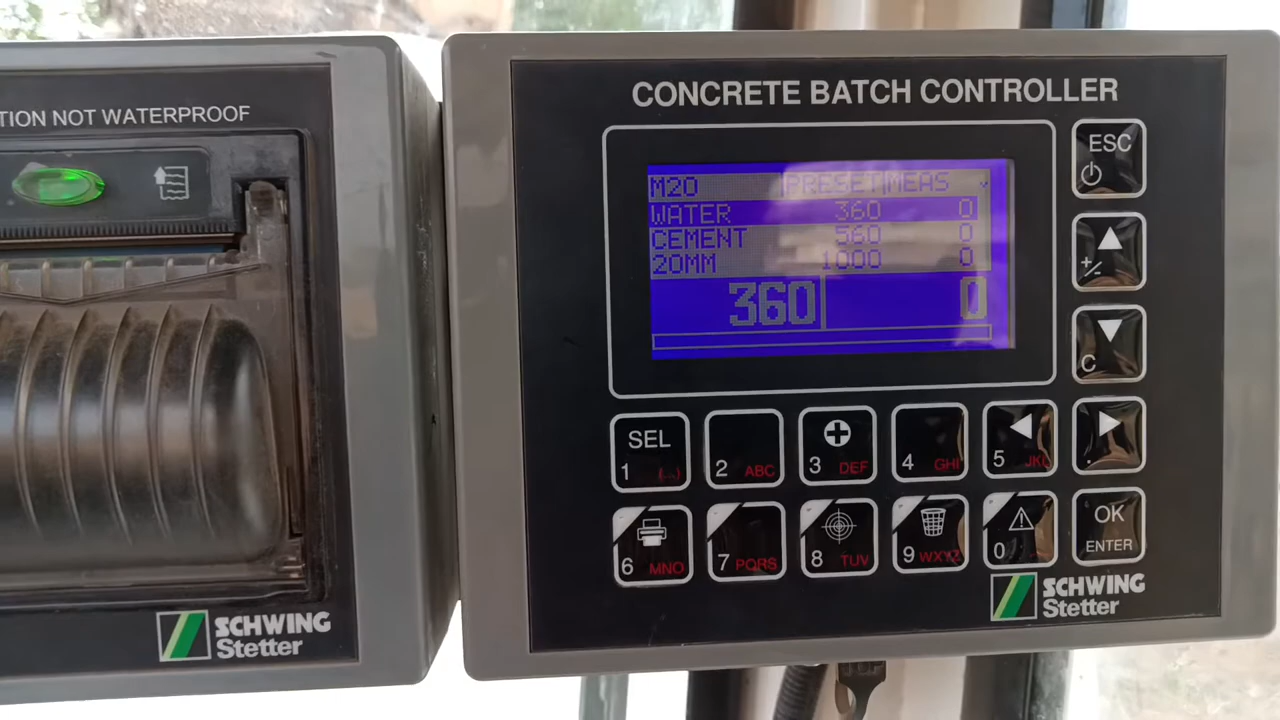 TION NOT WATERPROOF
SCHWING
Stetter
CONCRETE BATCH CONTROLLER
M20 PRESET MEAS
WATER 360 0
CEMENT 560 0
20MM 1000 0
360 0
ESC
+/-
C
SEL
1 (..)
2 ABC
3 DEF
4 GHI
5 JKL
.
6 MNO
7 PQRS
8 TUV
9 WXYZ
0
OK
ENTER
SCHWING
Stetter